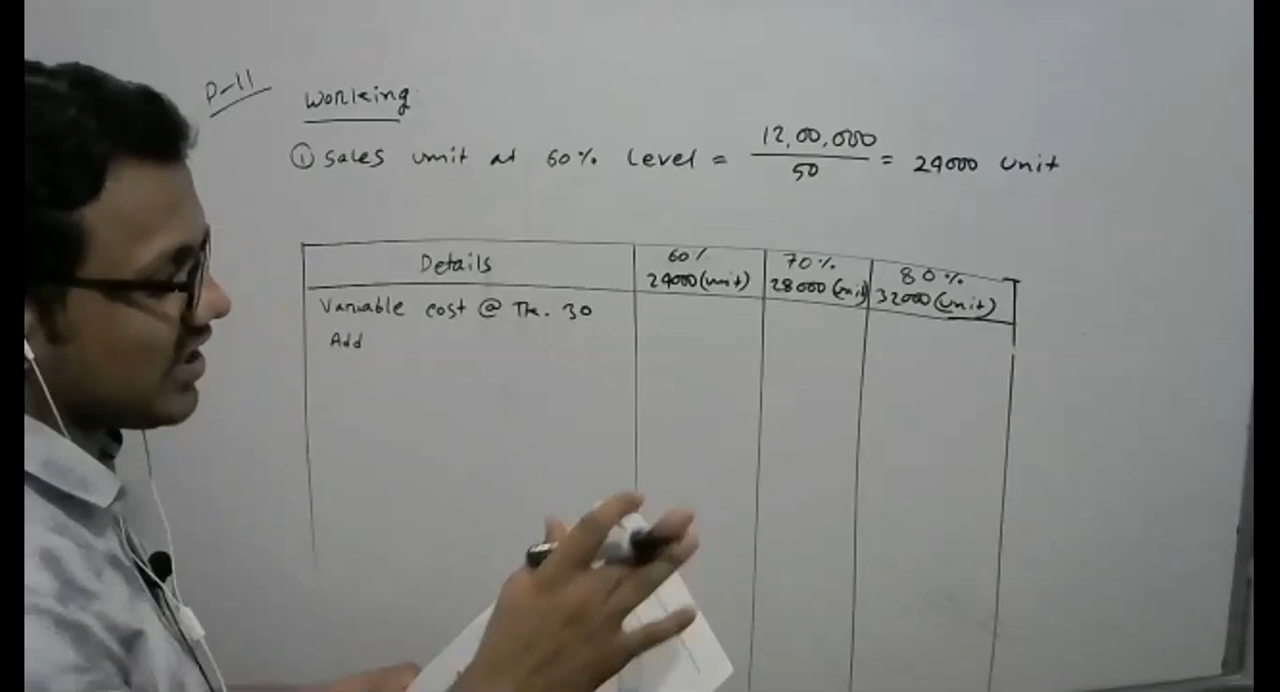 P-11
Working
① Sales unit at 60% Level = 12,00,000 / 50 = 24000 unit
Details 60% 24000 (unit) 70% 28000 (unit) 80% 32000 (unit)
Variable cost @ Tk. 30
Add